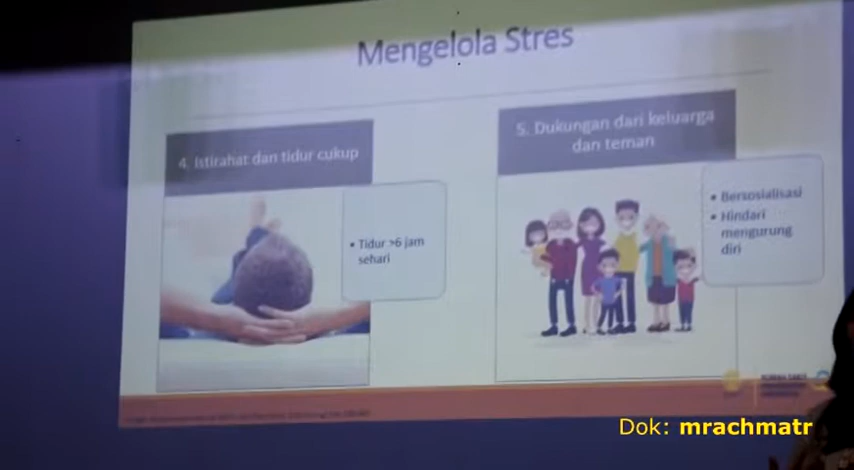 Mengelola Stres
4. Istirahat dan tidur cukup
• Tidur >6 jam
sehari
5. Dukungan dari keluarga
dan teman
• Bersosialisasi
• Hindari
mengurung
diri
Dok: mrachmatr